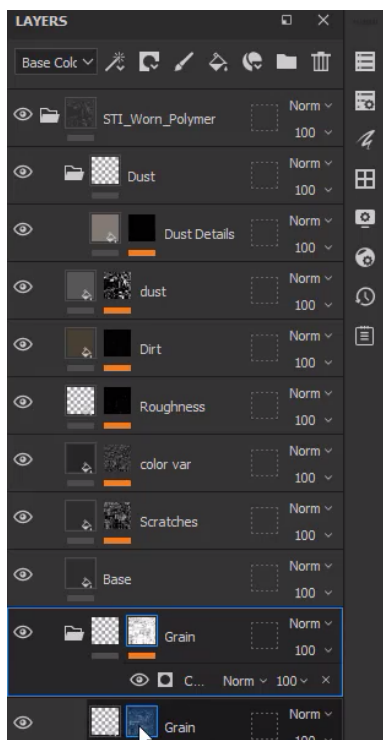 LAYERS
Base Colc
STI_Worn_Polymer Norm
100
Dust Norm
100
Dust Details Norm
100
dust Norm
100
Dirt Norm
100
Roughness Norm
100
color var Norm
100
Scratches Norm
100
Base Norm
100
Grain Norm
100
C... Norm 100
Grain Norm
100